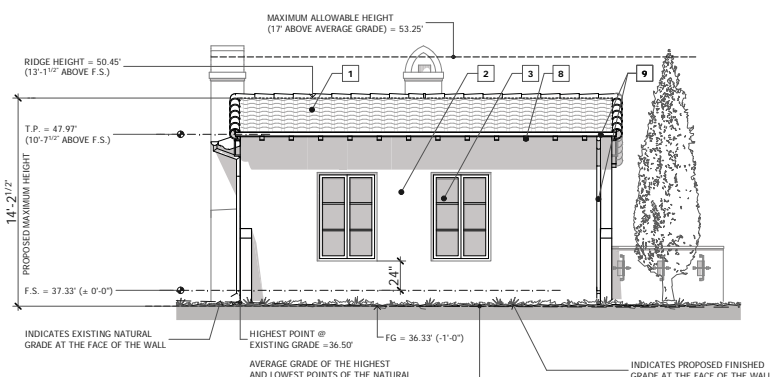 MAXIMUM ALLOWABLE HEIGHT
(17' ABOVE AVERAGE GRADE) = 53.25'
RIDGE HEIGHT = 50.45'
(13'-1 1/2" ABOVE F.S.)
1
2
3
8
9
T.P. = 47.97'
(10'-7 1/2" ABOVE F.S.)
14'-2 1/2"
PROPOSED MAXIMUM HEIGHT
24"
F.S. = 37.33' (± 0'-0")
INDICATES EXISTING NATURAL
GRADE AT THE FACE OF THE WALL
HIGHEST POINT @
EXISTING GRADE =36.50'
FG = 36.33' (-1'-0")
AVERAGE GRADE OF THE HIGHEST
AND LOWEST POINTS OF THE NATURAL
INDICATES PROPOSED FINISHED
GRADE AT THE FACE OF THE WALL